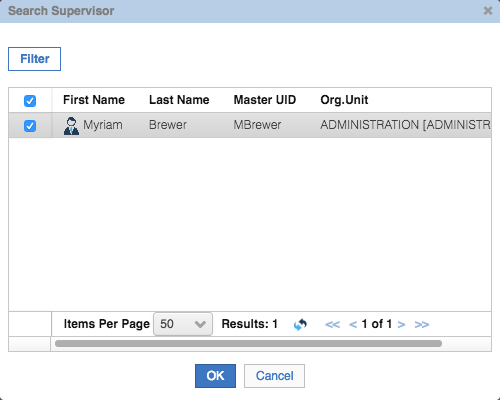 Search Supervisor
Filter
First Name Last Name Master UID Org.Unit
Myriam Brewer MBrewer ADMINISTRATION [ADMINISTR
Items Per Page 50 Results: 1 << < 1 of 1 > >>
OK Cancel